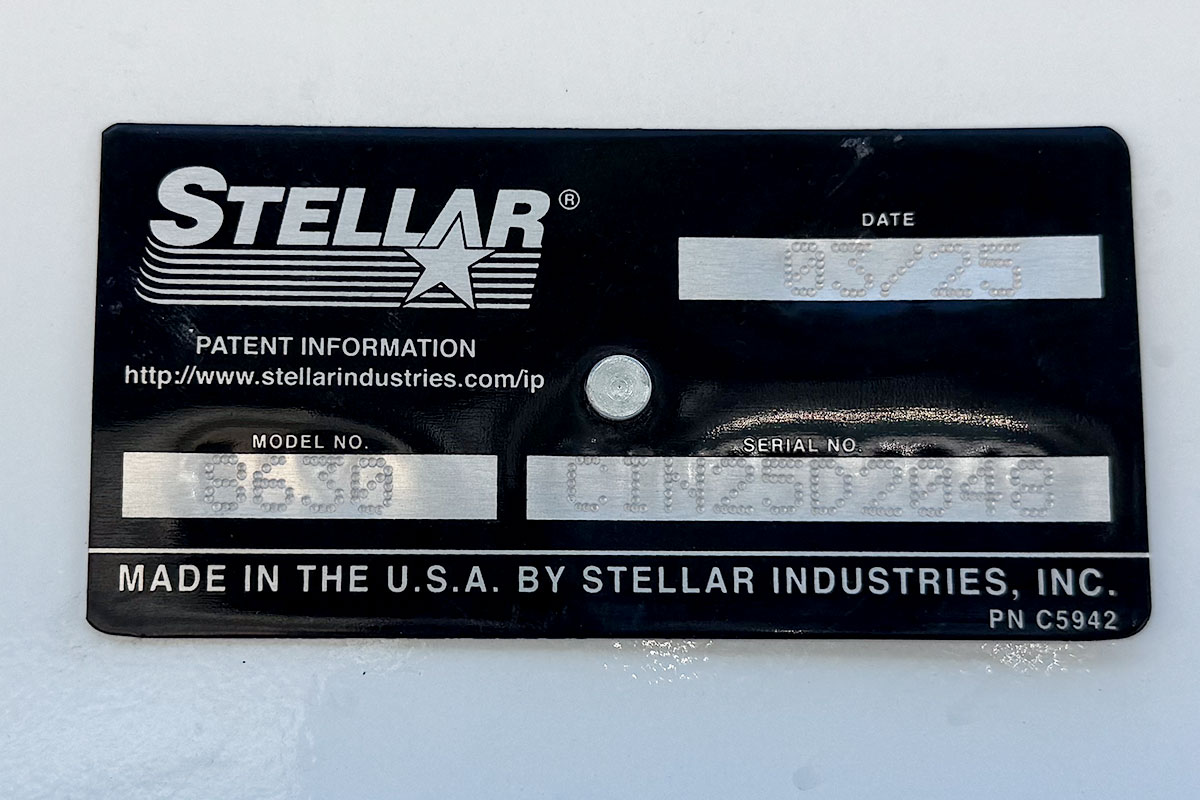 STELLAR®
DATE
03/25
PATENT INFORMATION
http://www.stellarindustries.com/ip
MODEL NO.
8630
SERIAL NO.
CTW25D2048
MADE IN THE U.S.A. BY STELLAR INDUSTRIES, INC.
PN C5942